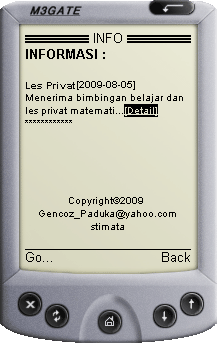 M3GATE
INFO
INFORMASI :
Les Privat[2009-08-05]
Menerima bimbingan belajar dan
les privat matemati...[Detail]
************
Copyright©2009
Gencoz_Paduka@yahoo.com
stimata
Go... Back